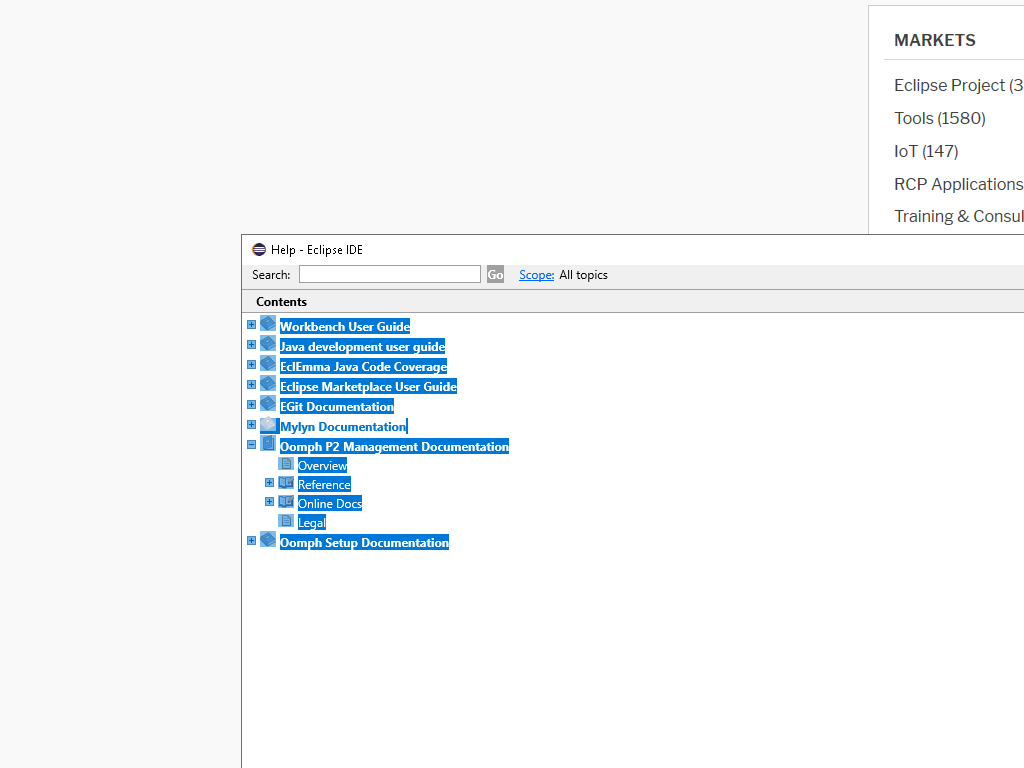 MARKETS
Eclipse Project (3
Tools (1580)
IoT (147)
RCP Applications
Training & Consul
Help - Eclipse IDE
Search: Go Scope: All topics
Contents
Workbench User Guide
Java development user guide
EclEmma Java Code Coverage
Eclipse Marketplace User Guide
EGit Documentation
Mylyn Documentation
Oomph P2 Management Documentation
Overview
Reference
Online Docs
Legal
Oomph Setup Documentation